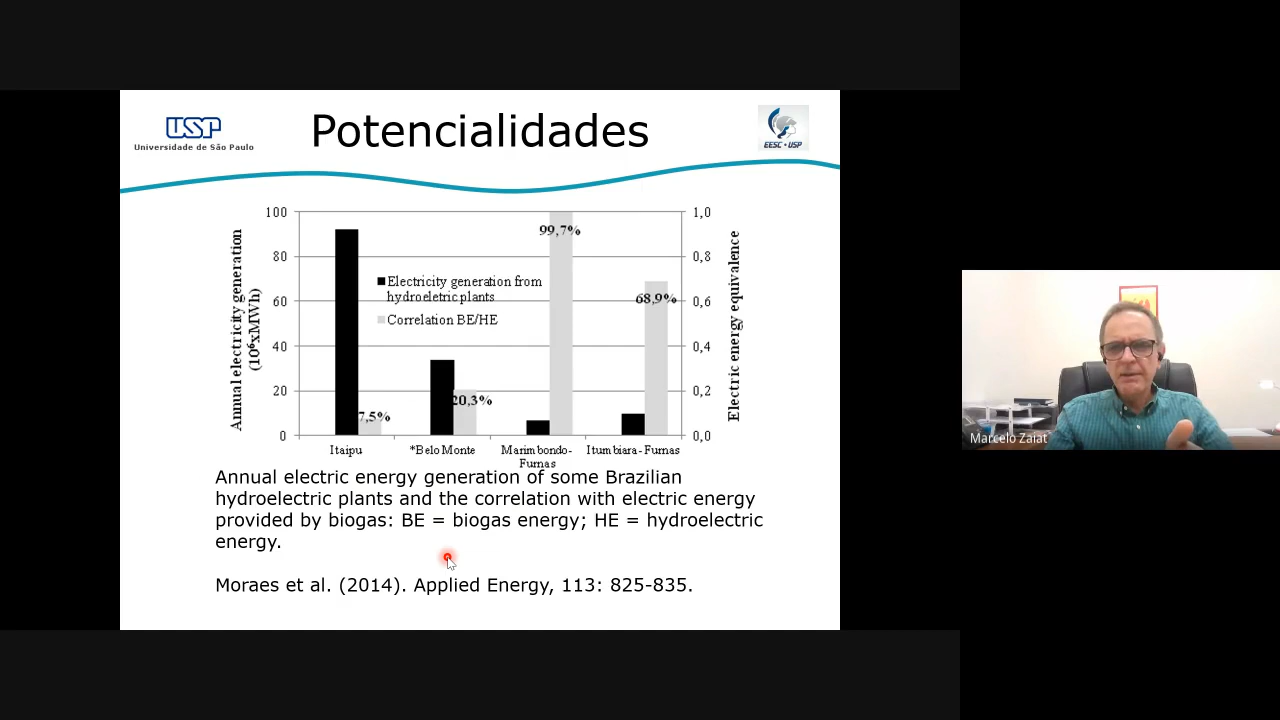 USP
Universidade de São Paulo
Potencialidades
EESC • USP
Annual electricity generation
(10⁶xMWh)
100
80
60
40
20
0
Electricity generation from
hydroeletric plants
Correlation BE/HE
7,5%
20,3%
99,7%
68,9%
Itaipu
*Belo Monte
Marimbondo-
Furnas
Itumbiara- Furnas
1,0
0,8
0,6
0,4
0,2
0,0
Electric energy equivalence
Annual electric energy generation of some Brazilian
hydroelectric plants and the correlation with electric energy
provided by biogas: BE = biogas energy; HE = hydroelectric
energy.
Moraes et al. (2014). Applied Energy, 113: 825-835.
Marcelo Zaiat